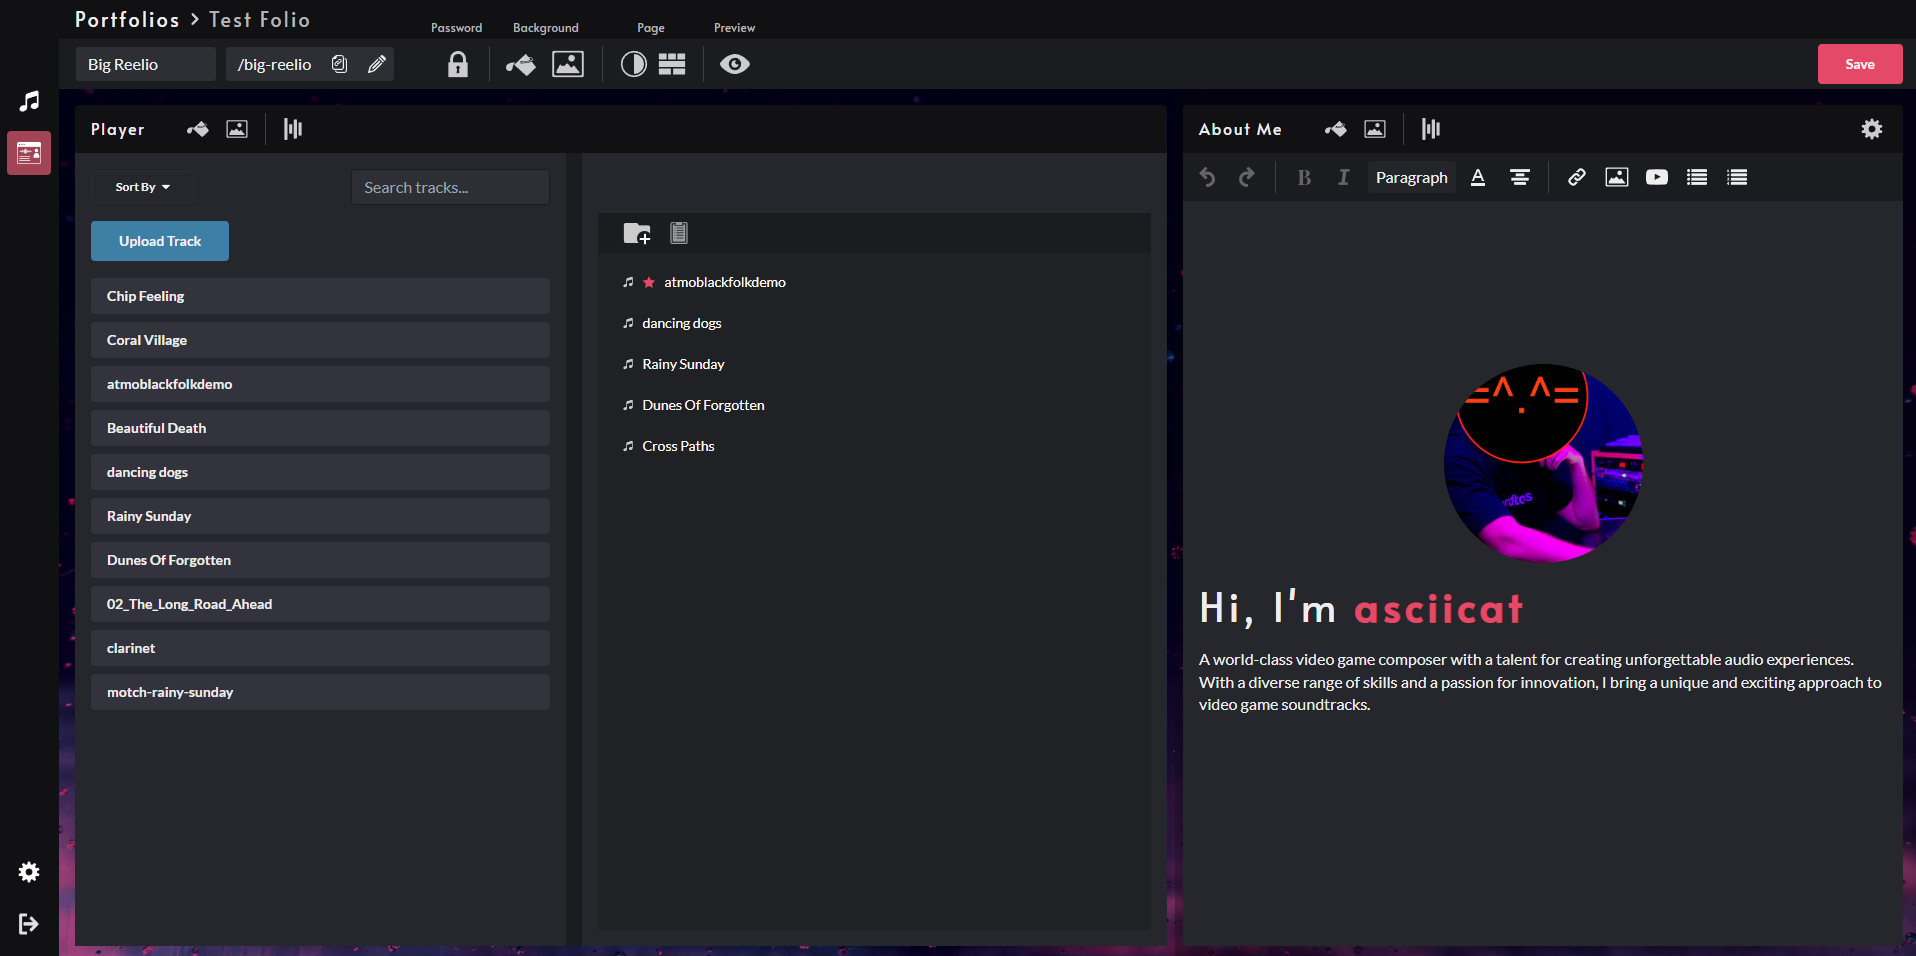 Portfolios > Test Folio
Password
Background
Page
Preview
Big Reelio
/big-reelio
Save
Player
Sort By
Search tracks...
Upload Track
Chip Feeling
Coral Village
atmoblackfolkdemo
Beautiful Death
dancing dogs
Rainy Sunday
Dunes Of Forgotten
02_The_Long_Road_Ahead
clarinet
motch-rainy-sunday
atmoblackfolkdemo
dancing dogs
Rainy Sunday
Dunes Of Forgotten
Cross Paths
About Me
B I Paragraph A
=^.^=
Hi, I'm asciicat
A world-class video game composer with a talent for creating unforgettable audio experiences.
With a diverse range of skills and a passion for innovation, I bring a unique and exciting approach to
video game soundtracks.